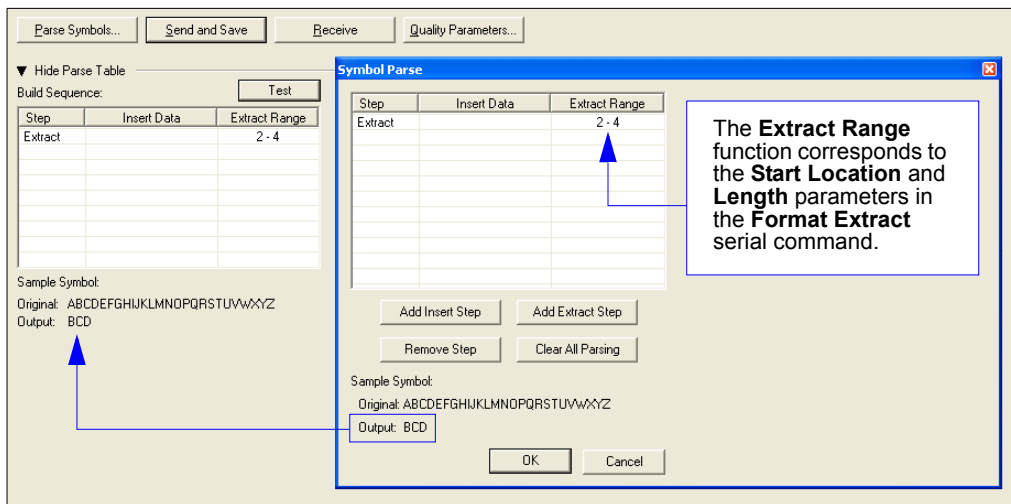 Parse Symbols... Send and Save Receive Quality Parameters...
Hide Parse Table
Build Sequence: Test
Step Insert Data Extract Range
Extract 2 - 4
Sample Symbol:
Original: ABCDEFGHIJKLMNOPQRSTUVWXYZ
Output: BCD
Symbol Parse
Step Insert Data Extract Range
Extract 2 - 4
Add Insert Step Add Extract Step
Remove Step Clear All Parsing
Sample Symbol:
Original: ABCDEFGHIJKLMNOPQRSTUVWXYZ
Output: BCD
OK Cancel
The Extract Range
function corresponds to
the Start Location and
Length parameters in
the Format Extract
serial command.